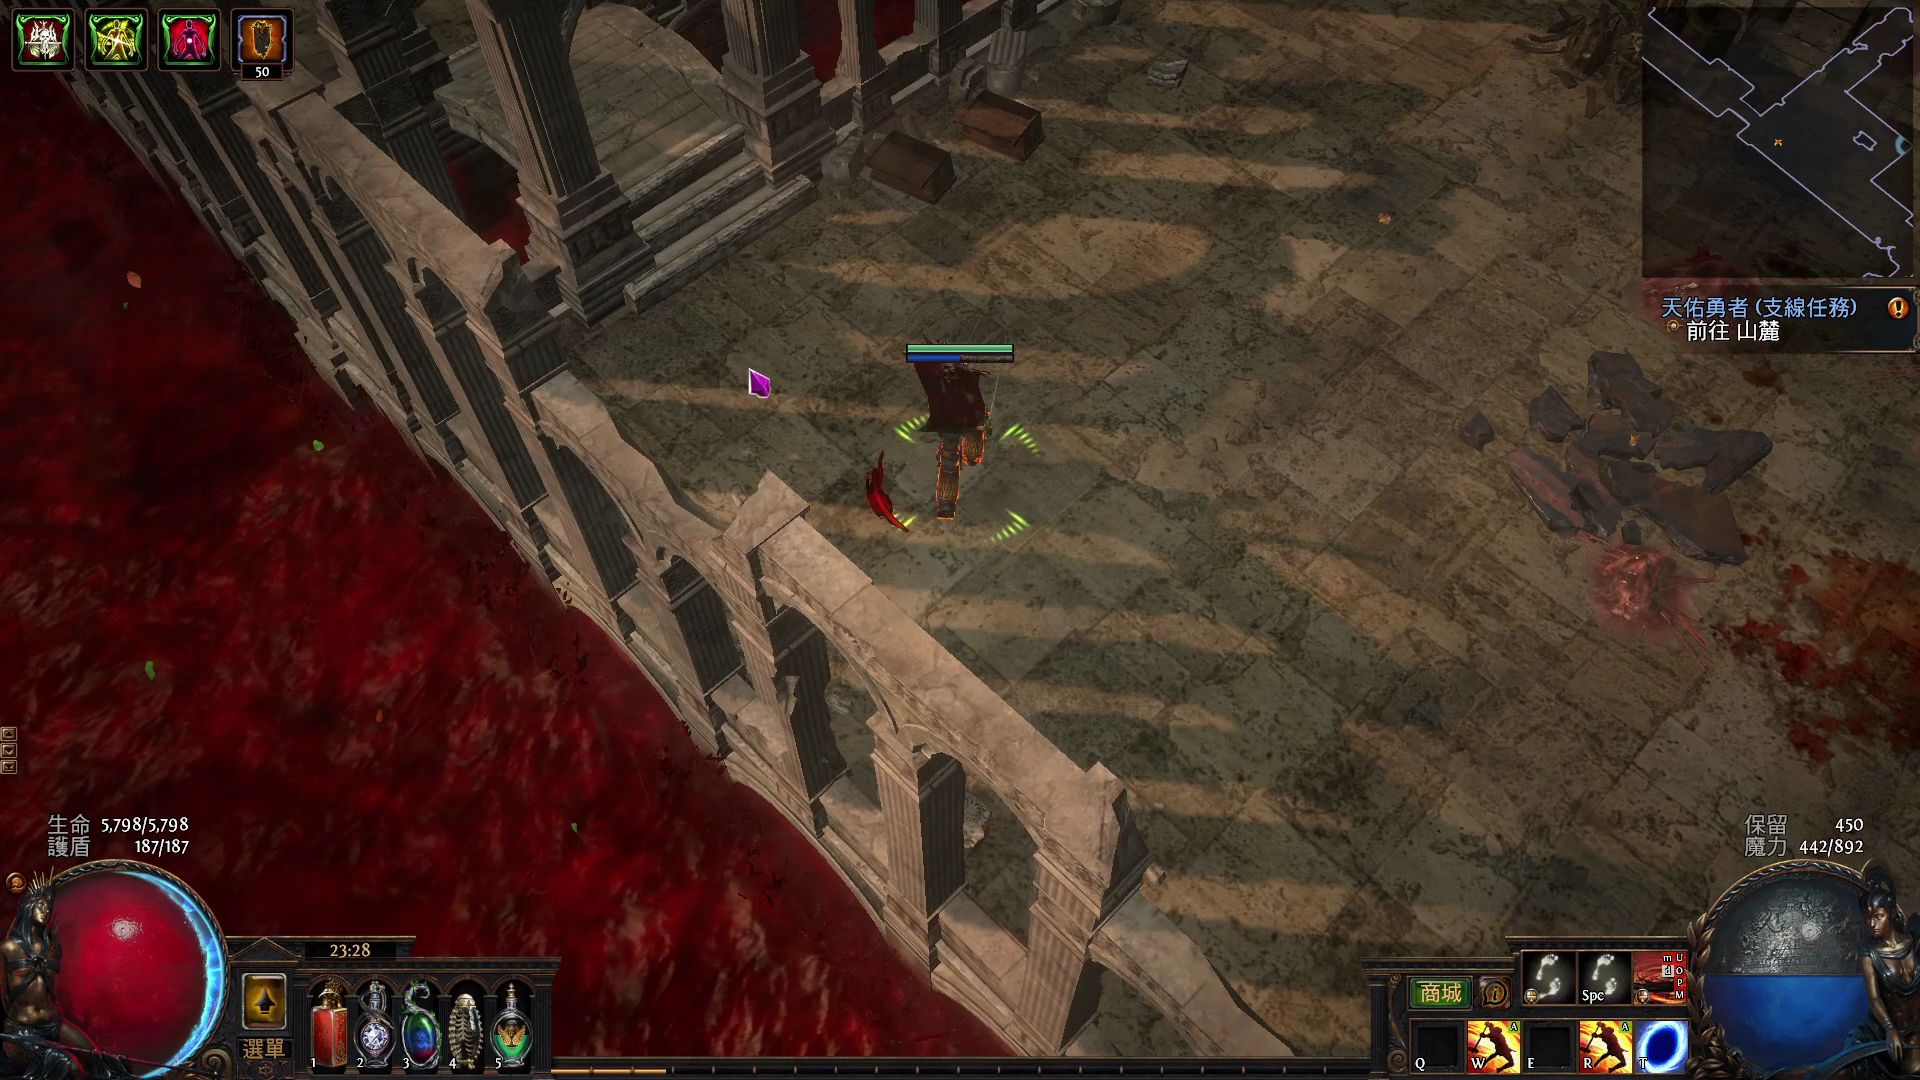 50
天佑勇者 (支線任務)
前往 山麓
生命 5,798/5,798
護盾 187/187
保留 450
魔力 442/892
23:28
選單
1 2 3 4 5
商城
Spc
m U
d O
P
M
Q W A E R A T